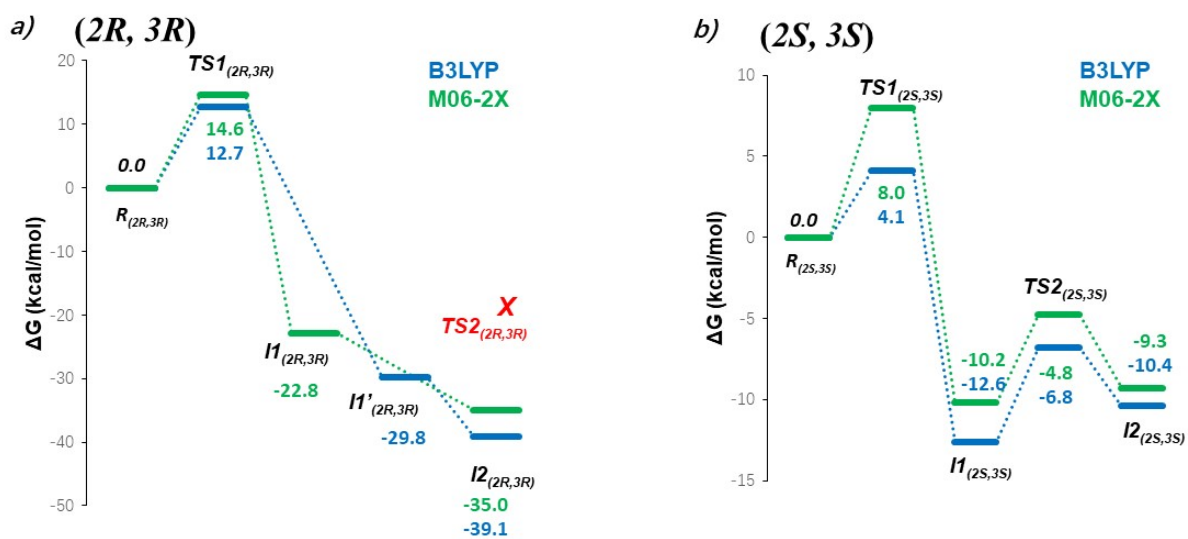 a) (2R, 3R)
B3LYP
M06-2X
ΔG (kcal/mol)
20
10
0
-10
-20
-30
-40
-50
TS1(2R,3R)
14.6
12.7
0.0
R(2R,3R)
X
TS2(2R,3R)
I1(2R,3R)
-22.8
I1'(2R,3R)
-29.8
I2(2R,3R)
-35.0
-39.1
b) (2S, 3S)
B3LYP
M06-2X
ΔG (kcal/mol)
10
5
0
-5
-10
-15
TS1(2S,3S)
8.0
4.1
0.0
R(2S,3S)
TS2(2S,3S)
-4.8
-6.8
-10.2
-12.6
I1(2S,3S)
-9.3
-10.4
I2(2S,3S)